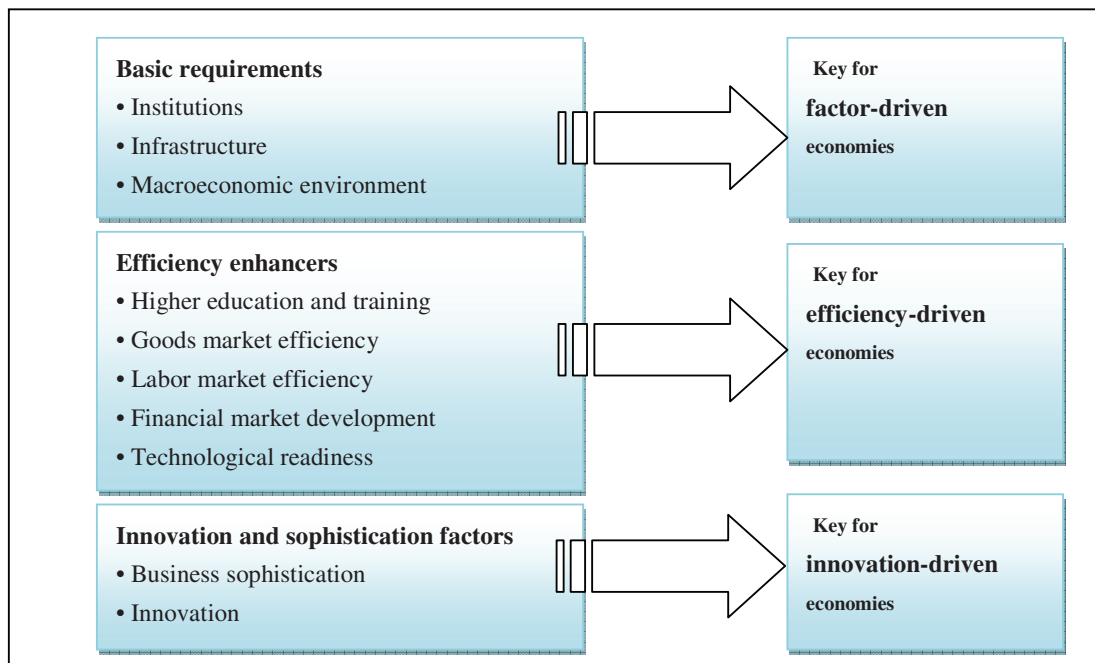 Basic requirements
• Institutions
• Infrastructure
• Macroeconomic environment
Key for
factor-driven
economies
Efficiency enhancers
• Higher education and training
• Goods market efficiency
• Labor market efficiency
• Financial market development
• Technological readiness
Key for
efficiency-driven
economies
Innovation and sophistication factors
• Business sophistication
• Innovation
Key for
innovation-driven
economies